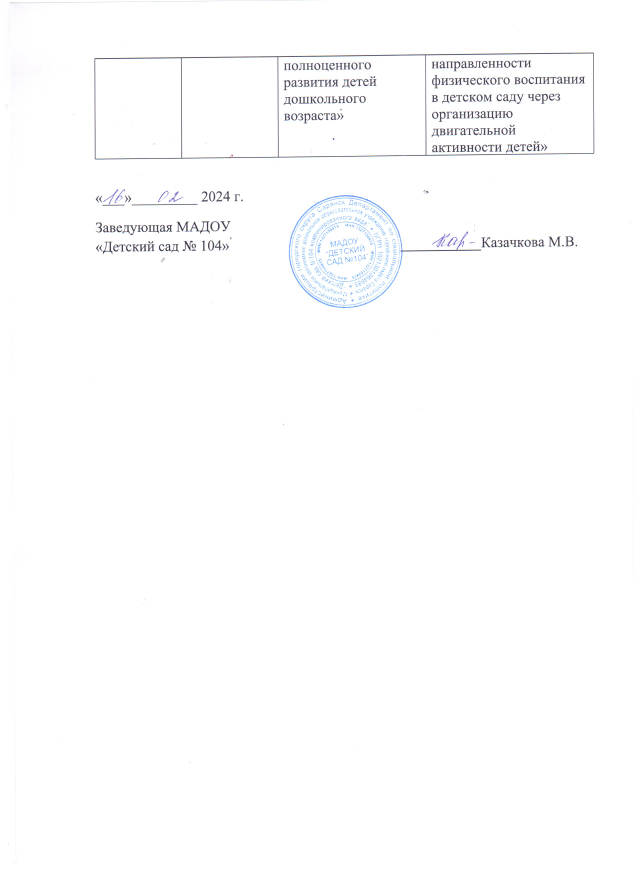 полноценного
развития детей
дошкольного
возраста»
направленности
физического воспитания
в детском саду через
организацию
двигательной
активности детей»
«16» 02 2024 г.
Заведующая МАДОУ
«Детский сад № 104»
МАДОУ
"ДЕТСКИЙ
САД №104"
Казачкова М.В.